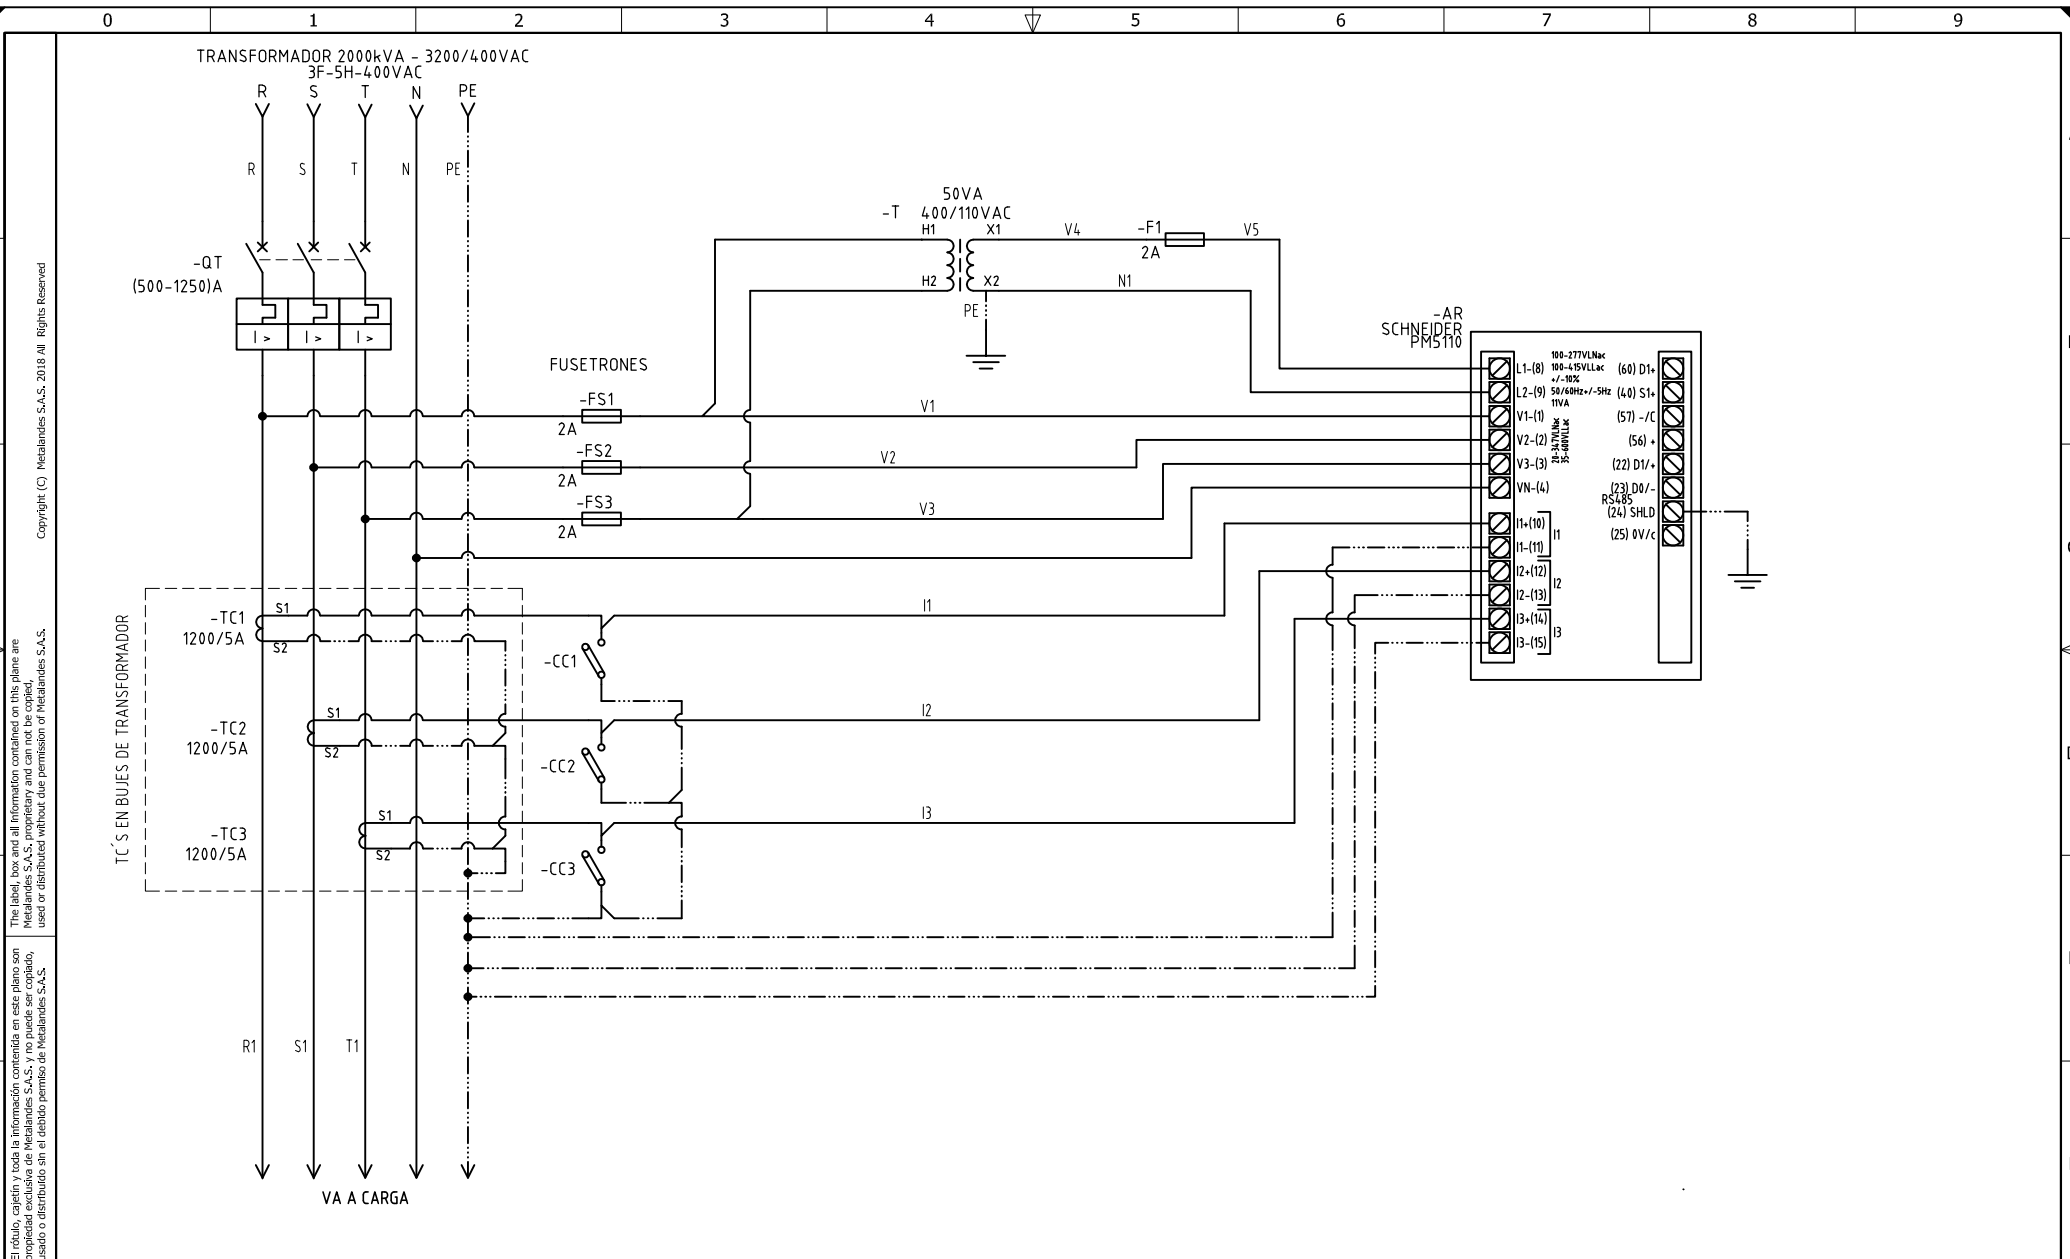 0 1 2 3 4 5 6 7 8 9
TRANSFORMADOR 2000kVA - 3200/400VAC
3F-5H-400VAC
R S T N PE
R S T N PE
-QT
(500-1250)A
I > I > I >
50VA
-T 400/110VAC
H1 X1
H2 X2
V4
-F1
2A
V5
N1
PE
FUSETRONES
-FS1
2A
V1
-FS2
2A
V2
-FS3
2A
V3
-AR
SCHNEIDER
PM5110
L1-(8)
L2-(9)
V1-(1)
V2-(2)
V3-(3)
VN-(4)
I1+(10)
I1-(11)
I1
I2+(12)
I2-(13)
I2
I3+(14)
I3-(15)
I3
100-277VLNac
100-415VLLac
+/-10%
50/60Hz+/-5Hz
11VA
20-347VLNac
35-600VLLac
(60) D1+
(40) S1+
(57) -/C
(56) +
(22) D1/+
(23) D0/-
RS485
(24) SHLD
(25) 0V/c
TC´S EN BUJES DE TRANSFORMADOR
-TC1
1200/5A
S1
S2
-TC2
1200/5A
S1
S2
-TC3
1200/5A
S1
S2
-CC1
-CC2
-CC3
I1
I2
I3
R1 S1 T1
VA A CARGA
Copyright (C) Metalandes S.A.S. 2018 All Rights Reserved
The label, box and all information contained on this plane are
Metalandes S.A.S. proprietary and can not be copied,
used or distributed without due permission of Metalandes S.A.S.
El rótulo, cajetín y toda la información contenida en este plano son
propiedad exclusiva de Metalandes S.A.S. y no puede ser copiado,
usado o distribuido sin el debido permiso de Metalandes S.A.S.